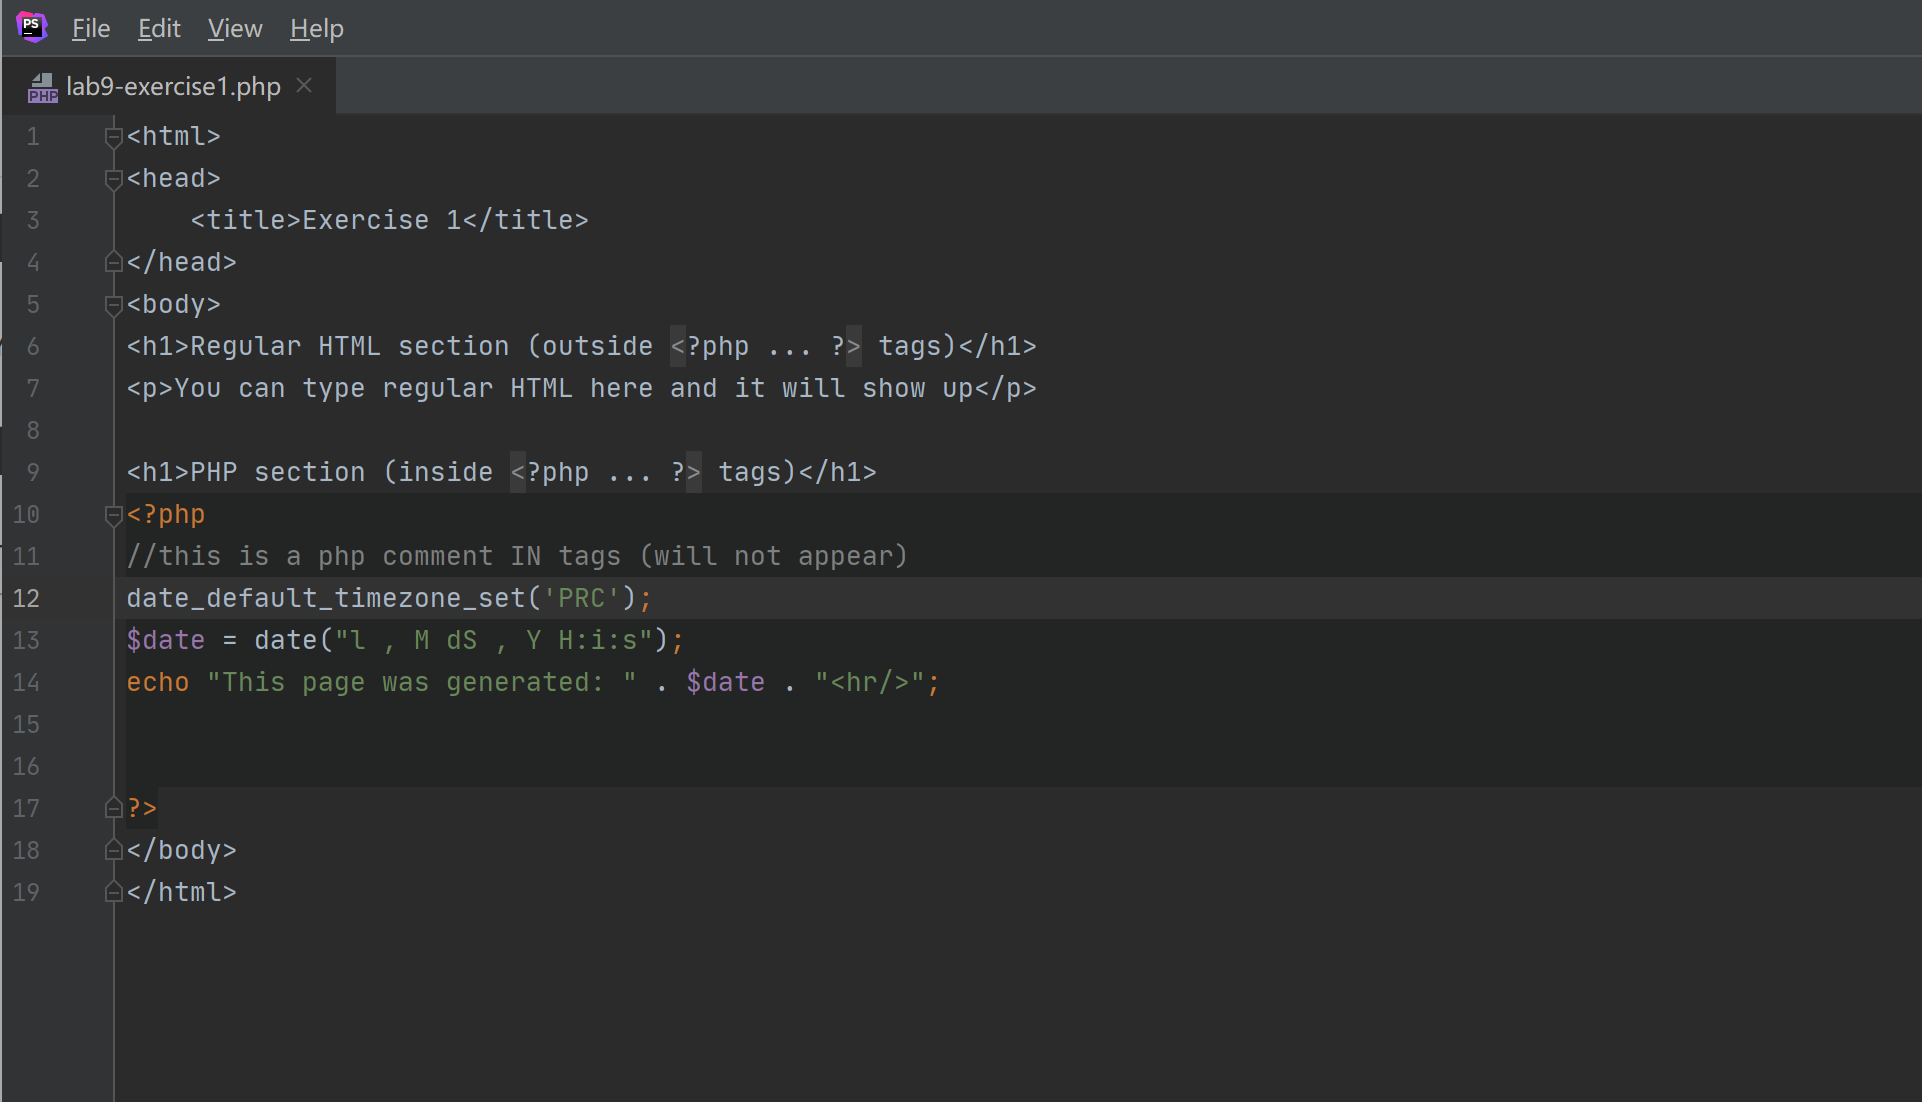 PS
File Edit View Help
PHP lab9-exercise1.php
1 <html>
2 <head>
3     <title>Exercise 1</title>
4 </head>
5 <body>
6 <h1>Regular HTML section (outside <?php ... ?> tags)</h1>
7 <p>You can type regular HTML here and it will show up</p>
8
9 <h1>PHP section (inside <?php ... ?> tags)</h1>
10 <?php
11 //this is a php comment IN tags (will not appear)
12 date_default_timezone_set('PRC');
13 $date = date("l , M dS , Y H:i:s");
14 echo "This page was generated: " . $date . "<hr/>";
15
16
17 ?>
18 </body>
19 </html>